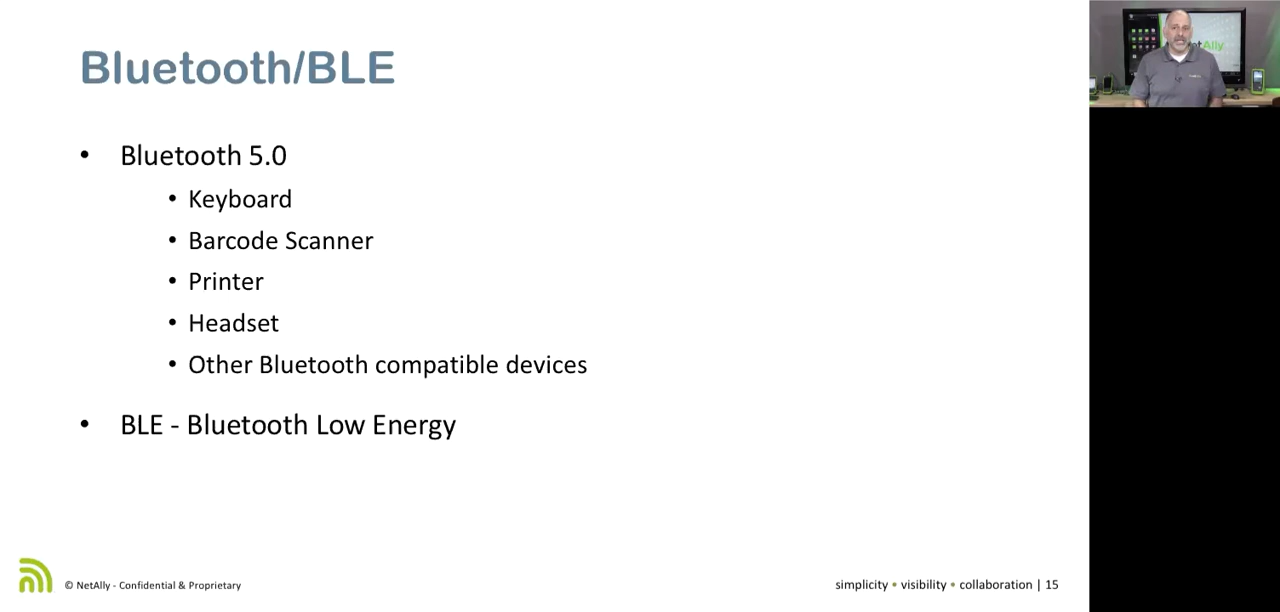 Bluetooth/BLE
• Bluetooth 5.0
• Keyboard
• Barcode Scanner
• Printer
• Headset
• Other Bluetooth compatible devices
• BLE - Bluetooth Low Energy
© NetAlly - Confidential & Proprietary
simplicity • visibility • collaboration | 15